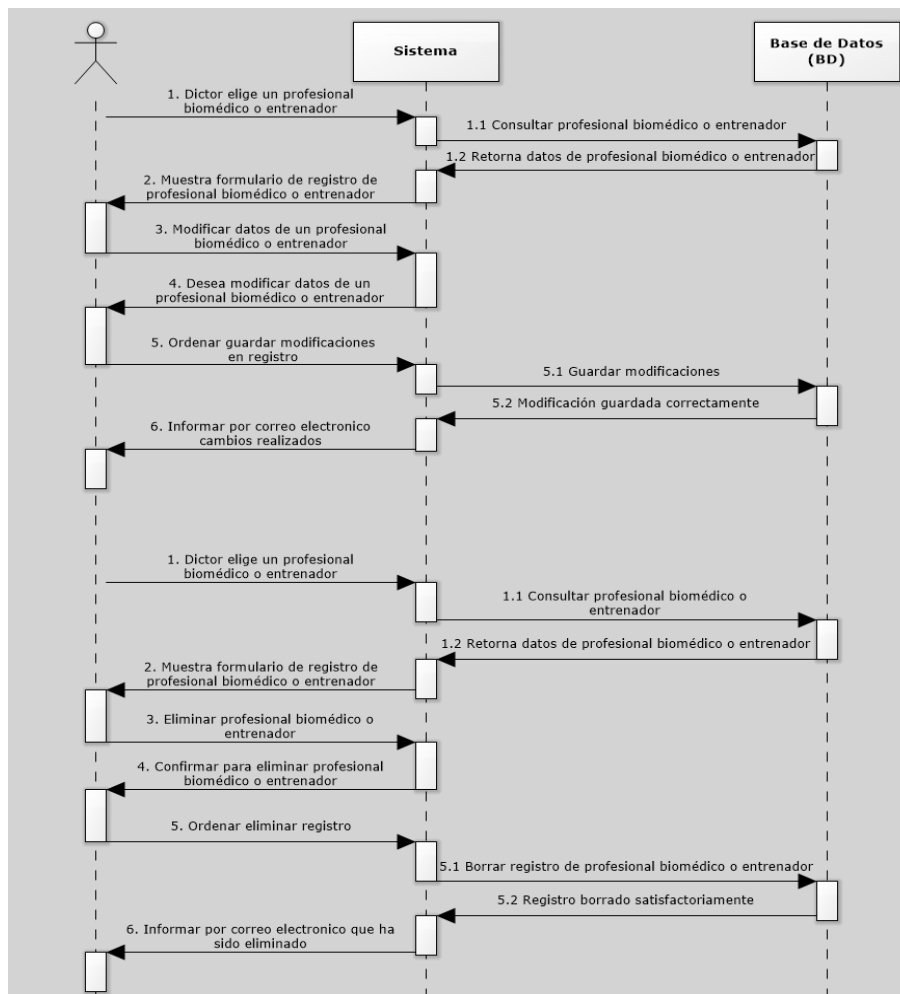 Sistema
Base de Datos
(BD)
1. Dictor elige un profesional
biomédico o entrenador
1.1 Consultar profesional biomédico o entrenador
1.2 Retorna datos de profesional biomédico o entrenador
2. Muestra formulario de registro de
profesional biomédico o entrenador
3. Modificar datos de un profesional
biomédico o entrenador
4. Desea modificar datos de un
profesional biomédico o entrenador
5. Ordenar guardar modificaciones
en registro
5.1 Guardar modificaciones
5.2 Modificación guardada correctamente
6. Informar por correo electronico
cambios realizados
1. Dictor elige un profesional
biomédico o entrenador
1.1 Consultar profesional biomédico o
entrenador
1.2 Retorna datos de profesional biomédico o entrenador
2. Muestra formulario de registro de
profesional biomédico o entrenador
3. Eliminar profesional biomédico o
entrenador
4. Confirmar para eliminar profesional
biomédico o entrenador
5. Ordenar eliminar registro
5.1 Borrar registro de profesional biomédico o entrenador
5.2 Registro borrado satisfactoriamente
6. Informar por correo electronico que ha
sido eliminado